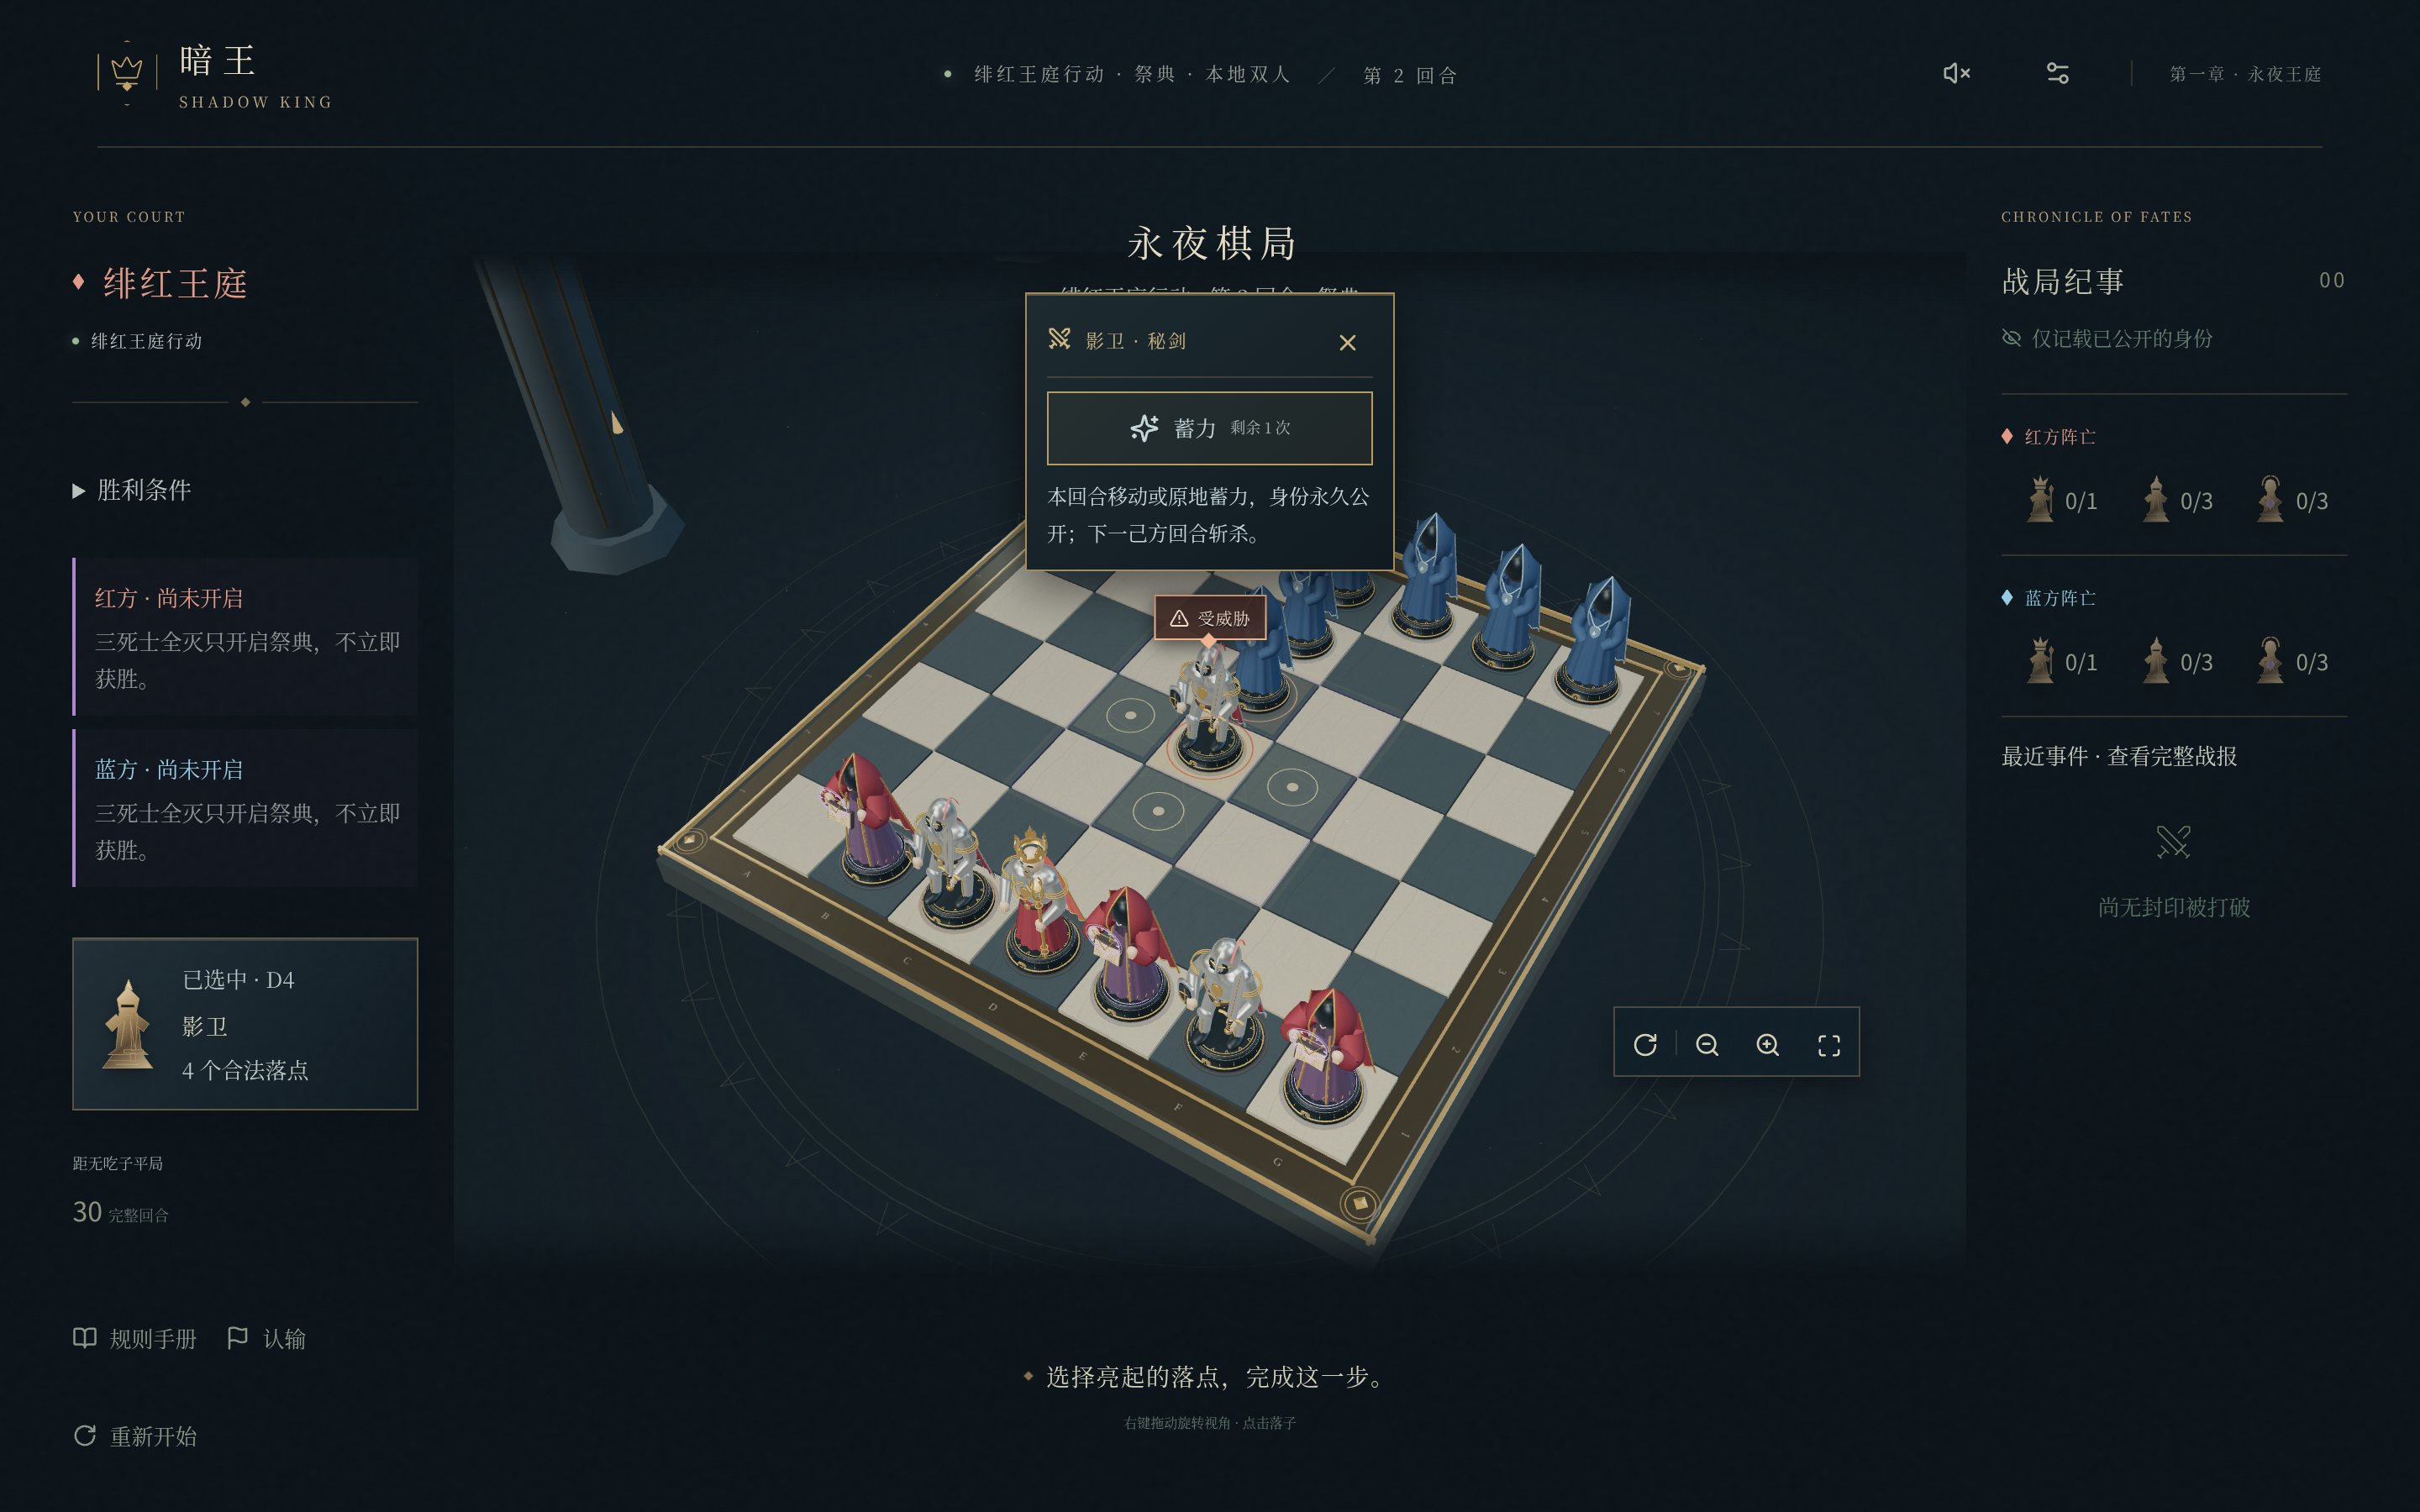 暗王
SHADOW KING
绯红王庭行动 · 祭典 · 本地双人 ／ 第 2 回合
第一章 · 永夜王庭
YOUR COURT
绯红王庭
绯红王庭行动
胜利条件
红方 · 尚未开启
三死士全灭只开启祭典，不立即
获胜。
蓝方 · 尚未开启
三死士全灭只开启祭典，不立即
获胜。
已选中 · D4
影卫
4 个合法落点
距无吃子平局
30 完整回合
规则手册
认输
重新开始
永夜棋局
影卫 · 秘剑
蓄力 剩余 1 次
本回合移动或原地蓄力，身份永久公
开；下一己方回合斩杀。
受威胁
A
B
C
D
E
F
G
1
2
3
4
5
6
7
选择亮起的落点，完成这一步。
右键拖动旋转视角 · 点击落子
CHRONICLE OF FATES
战局纪事
00
仅记载已公开的身份
红方阵亡
0/1
0/3
0/3
蓝方阵亡
0/1
0/3
0/3
最近事件 · 查看完整战报
尚无封印被打破